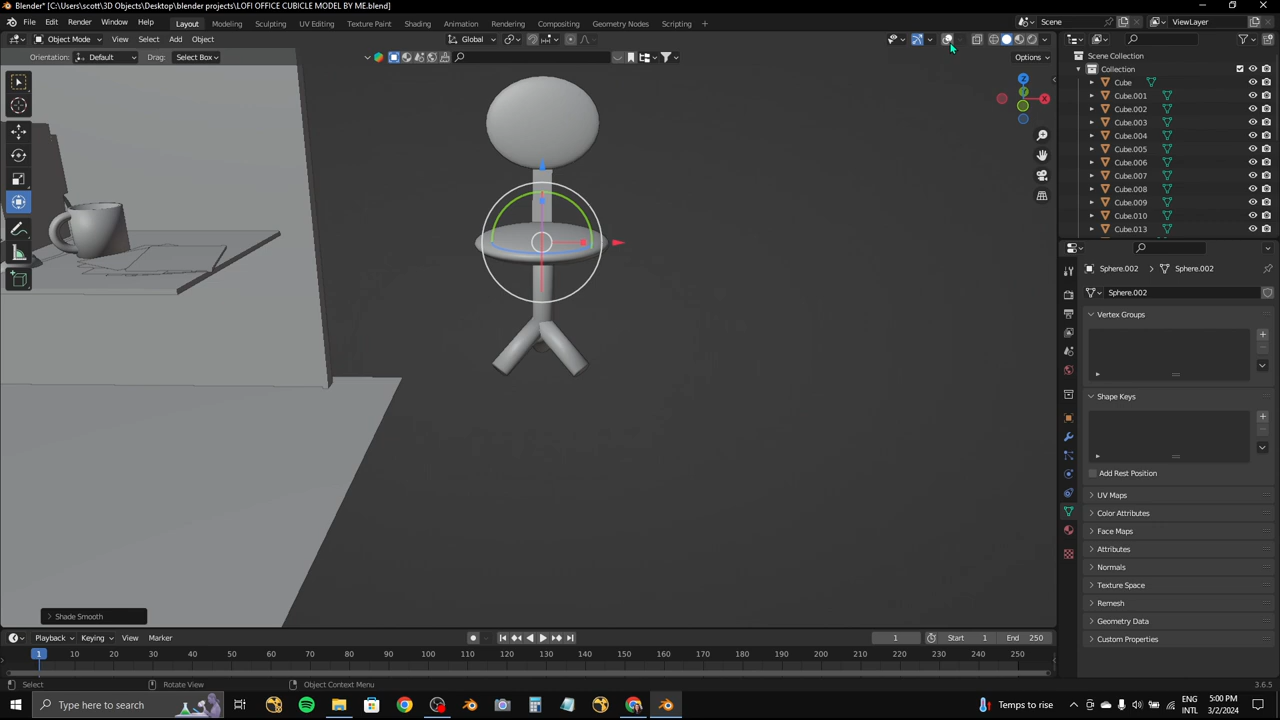 Blender* [C:\Users\scott\3D Objects\Desktop\blender projects\LOFI OFFICE CUBICLE MODEL BY ME.blend]
File Edit Render Window Help Layout Modeling Sculpting UV Editing Texture Paint Shading Animation Rendering Compositing Geometry Nodes Scripting + Scene ViewLayer
Object Mode View Select Add Object Global
Orientation: Default Drag: Select Box Options
Scene Collection
Collection
Cube
Cube.001
Cube.002
Cube.003
Cube.004
Cube.005
Cube.006
Cube.007
Cube.008
Cube.009
Cube.010
Cube.013
Z
X
Sphere.002 > Sphere.002
Sphere.002
Vertex Groups
Shape Keys
Add Rest Position
UV Maps
Color Attributes
Face Maps
Attributes
Normals
Texture Space
Remesh
Geometry Data
Custom Properties
Shade Smooth
Playback Keying View Marker 1 Start 1 End 250
1 10 20 30 40 50 60 70 80 90 100 110 120 130 140 150 160 170 180 190 200 210 220 230 240 250
Select Rotate View Object Context Menu 3.6.5
Type here to search Temps to rise ENG INTL 5:00 PM 3/2/2024